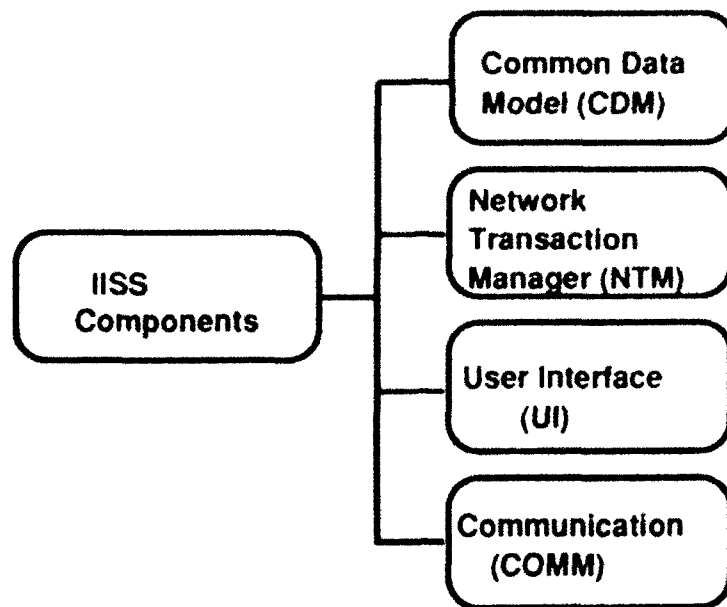 IISS
Components
Common Data
Model (CDM)
Network
Transaction
Manager (NTM)
User Interface
(UI)
Communication
(COMM)